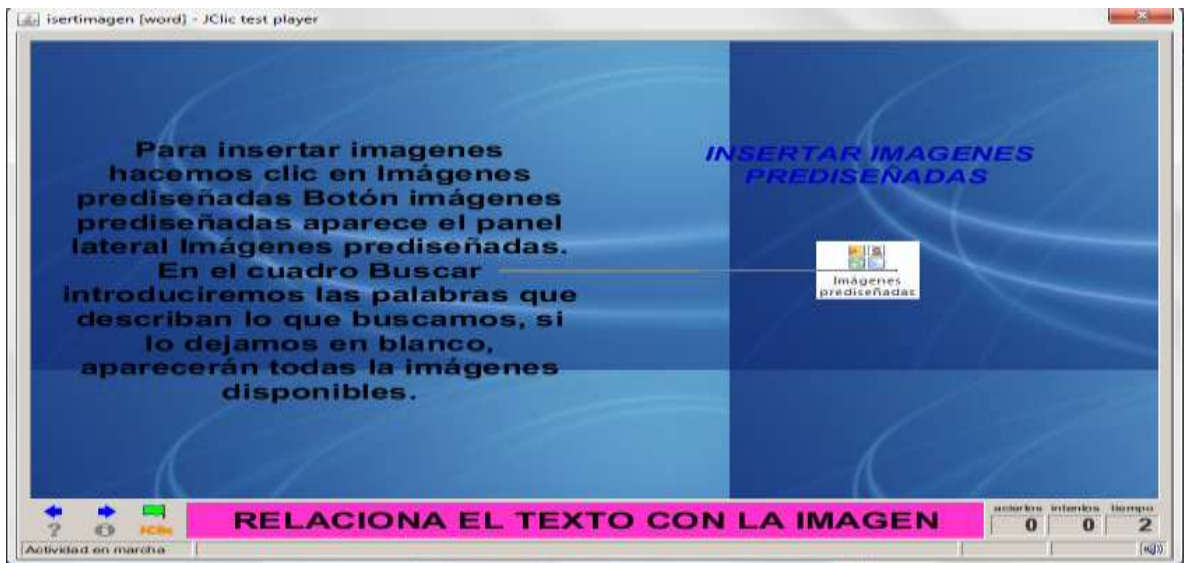 isertimagen [word] - JClic test player
Para insertar imagenes
hacemos clic en Imágenes
prediseñadas Botón imágenes
prediseñadas aparece el panel
lateral Imágenes prediseñadas.
En el cuadro Buscar
introduciremos las palabras que
describan lo que buscamos, si
lo dejamos en blanco,
aparecerán todas la imágenes
disponibles.
INSERTAR IMAGENES
PREDISEÑADAS
Imágenes
prediseñadas
RELACIONA EL TEXTO CON LA IMAGEN
aciertos intentos tiempo
0 0 2
JClic
Actividad en marcha